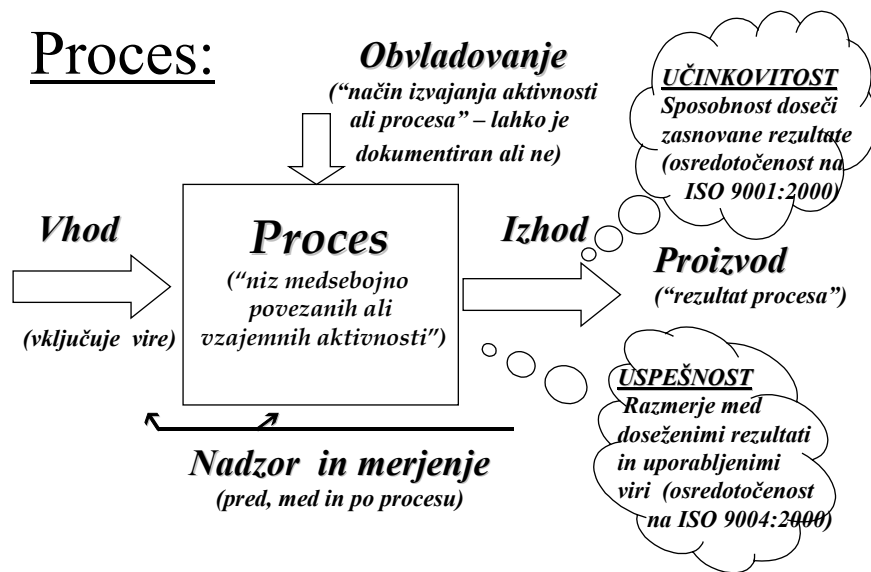 Proces:
Obvladovanje
(“način izvajanja aktivnosti
ali procesa” – lahko je
dokumentiran ali ne)
UČINKOVITOST
Sposobnost doseči
zasnovane rezultate
(osredotočenost na
ISO 9001:2000)
Vhod
(vključuje vire)
Proces
(“niz medsebojno
povezanih ali
vzajemnih aktivnosti”)
Izhod
Proizvod
(“rezultat procesa”)
USPEŠNOST
Razmerje med
doseženimi rezultati
in uporabljenimi
viri (osredotočenost
na ISO 9004:2000)
Nadzor in merjenje
(pred, med in po procesu)